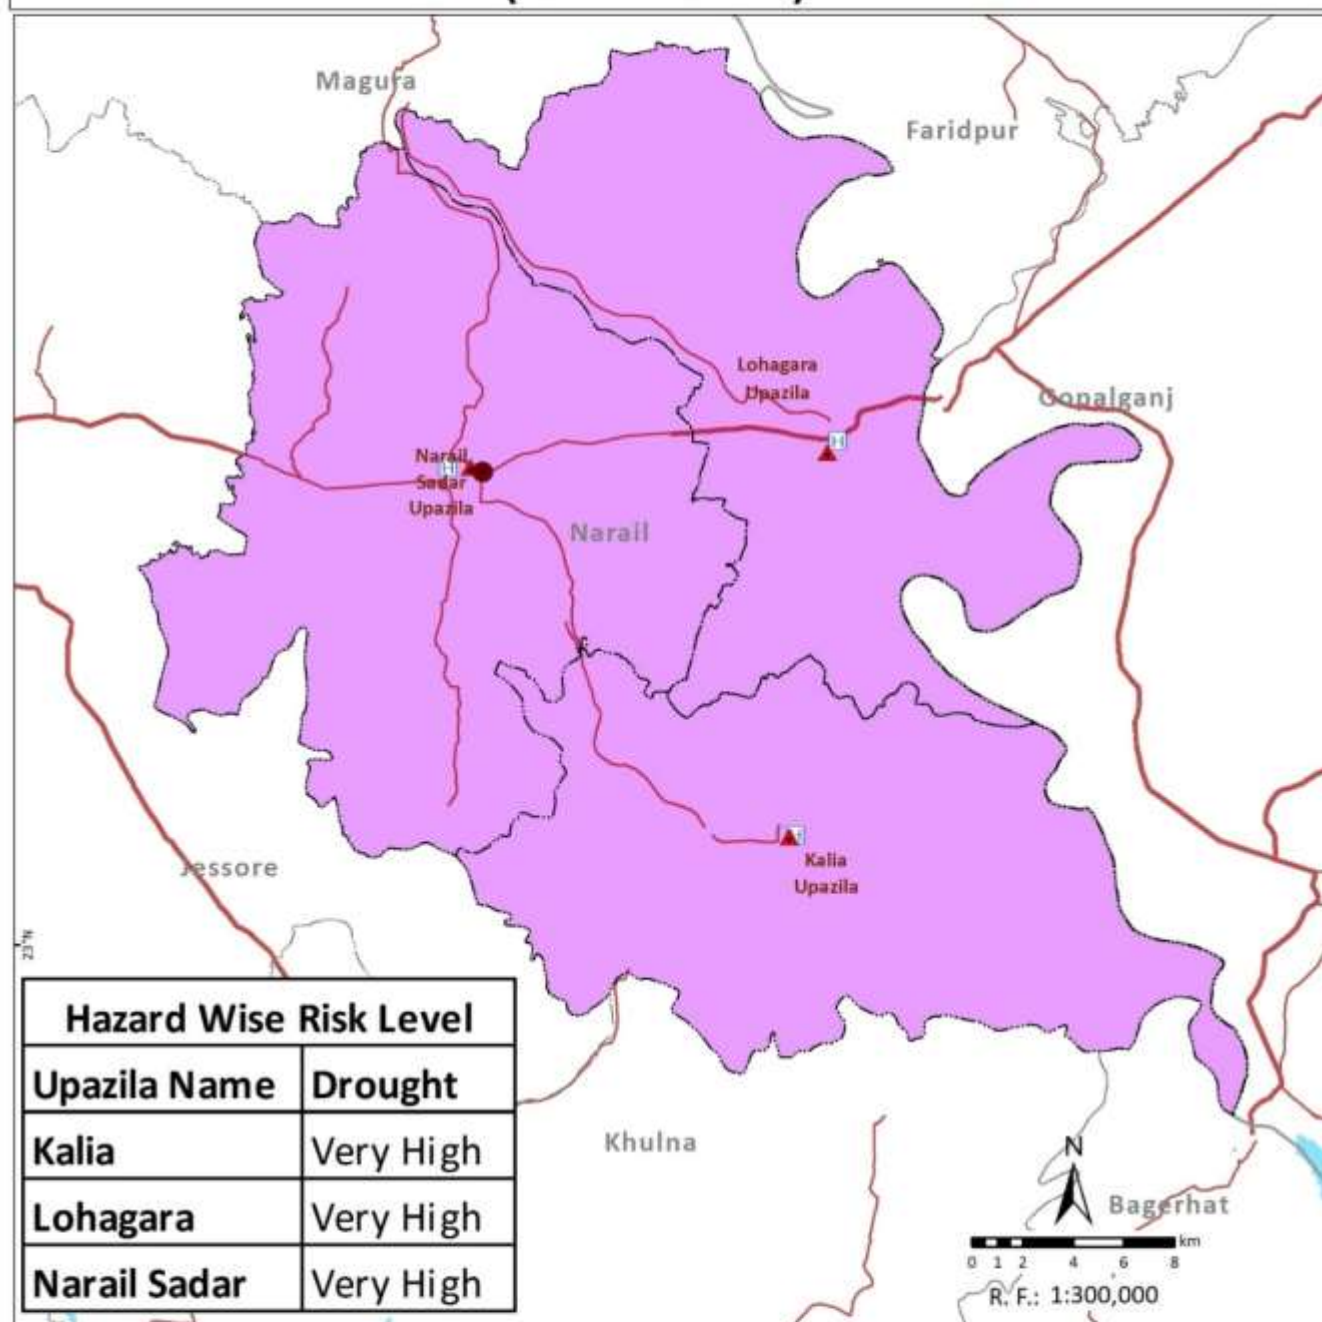 Magura
Faridpur
Lohagara
Upazila
Gopalganj
Narail
Sadar
Upazila
Narail
Kalia
Upazila
Jessore
23°N
Hazard Wise Risk Level
Upazila Name Drought
Kalia Very High
Lohagara Very High
Narail Sadar Very High
Khulna
N
Bagerhat
km
0 1 2 4 6 8
R. F.: 1:300,000